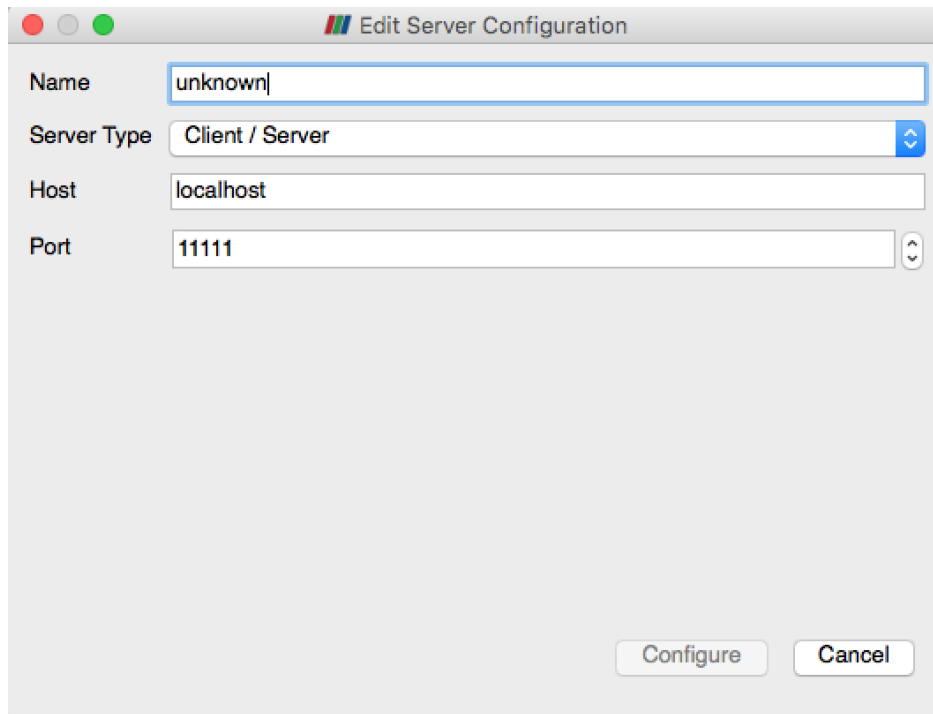 Edit Server Configuration
Name unknown
Server Type Client / Server
Host localhost
Port 11111
Configure Cancel